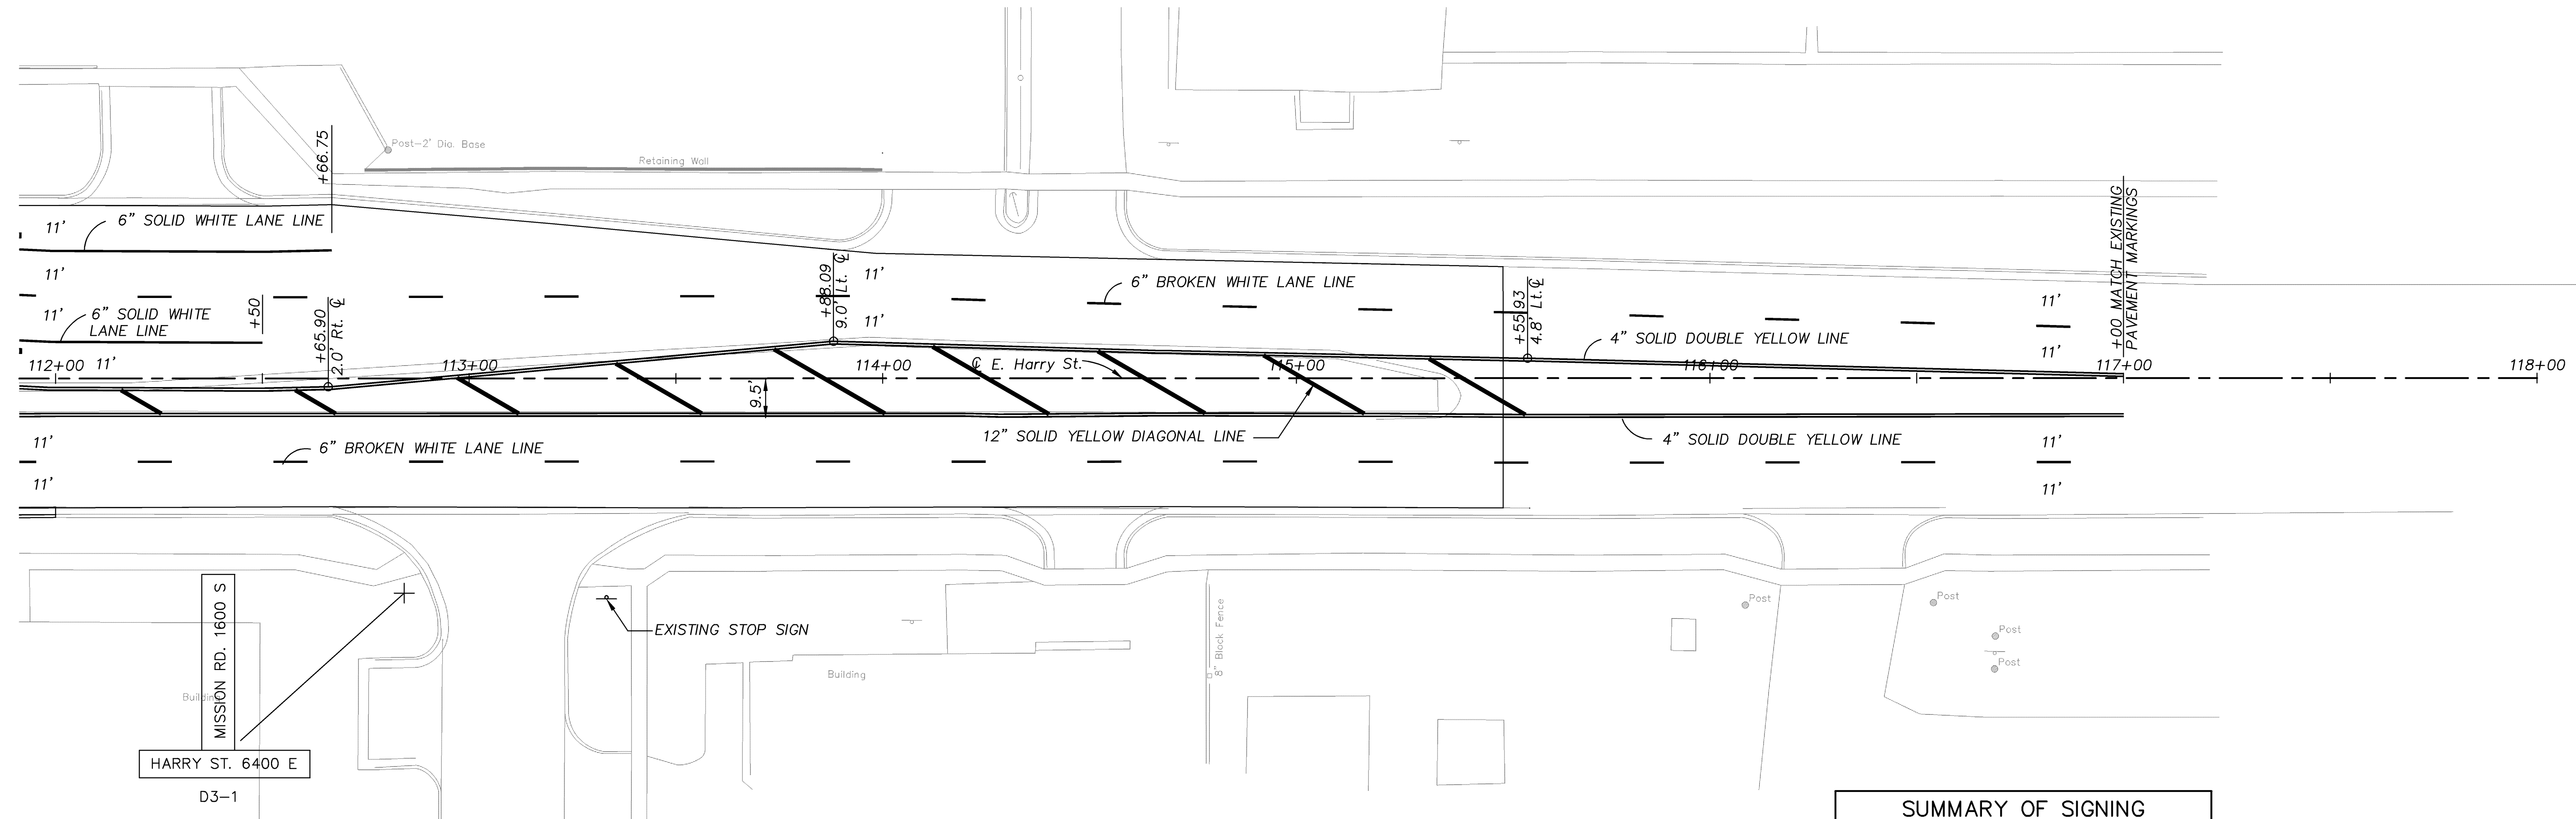 +66.75
Post-2' Dia. Base
Retaining Wall
6" SOLID WHITE LANE LINE
11'
11'
11'
6" SOLID WHITE
LANE LINE
+50
+65.90
2.0' Rt. ℄
+88.09
9.0' Lt. ℄
11'
11'
6" BROKEN WHITE LANE LINE
+55.93
4.8' Lt. ℄
4" SOLID DOUBLE YELLOW LINE
11'
11'
+00 MATCH EXISTING
PAVEMENT MARKINGS
112+00
11'
113+00
114+00
℄ E. Harry St.
115+00
116+00
117+00
118+00
9.5'
11'
11'
6" BROKEN WHITE LANE LINE
12" SOLID YELLOW DIAGONAL LINE
4" SOLID DOUBLE YELLOW LINE
11'
11'
MISSION RD. 1600 S
HARRY ST. 6400 E
D3-1
Building
EXISTING STOP SIGN
Building
8" Block Fence
Post
Post
Post
Post
SUMMARY OF SIGNING